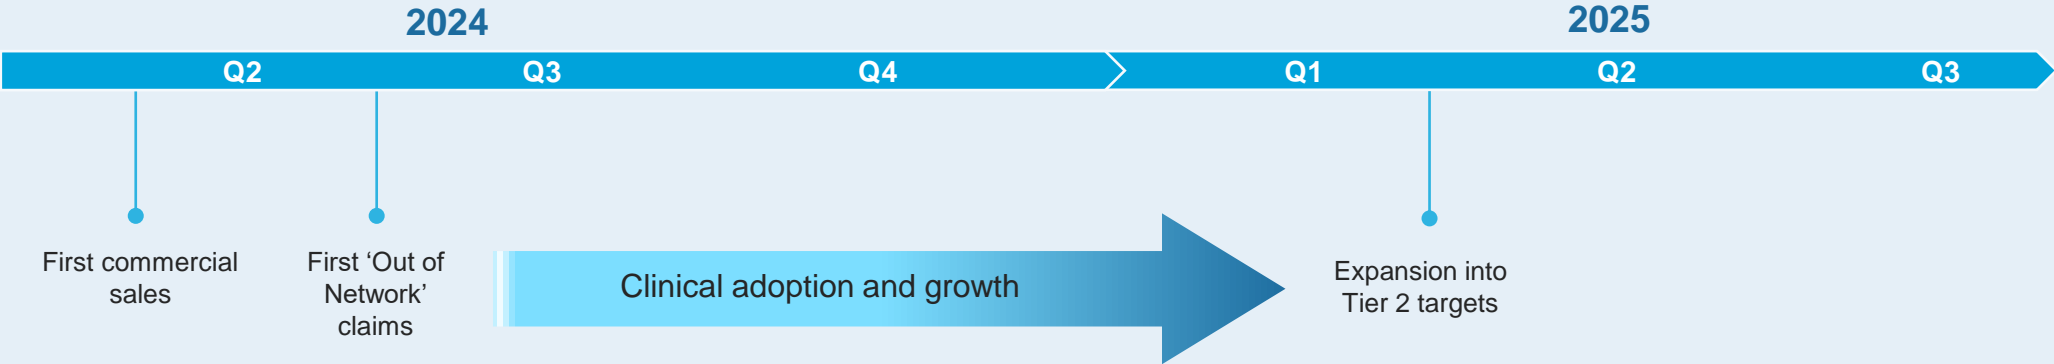 2024
2025
Q2
Q3
Q4
Q1
Q2
Q3
First commercial
sales
First ‘Out of
Network’
claims
Clinical adoption and growth
Expansion into
Tier 2 targets